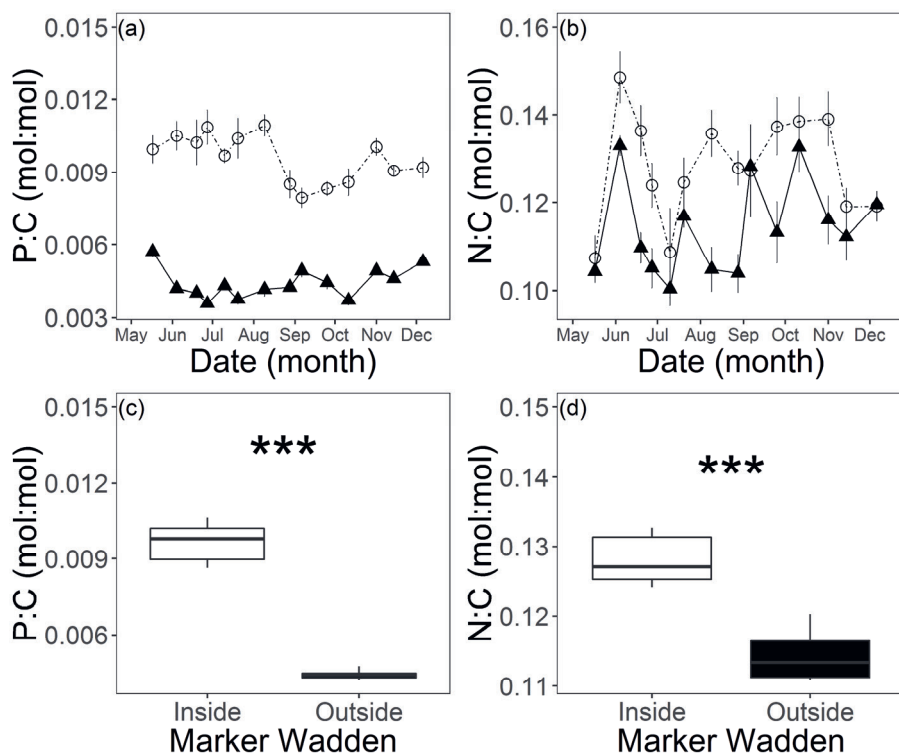 (a)
P:C (mol:mol)
0.015
0.012
0.009
0.006
0.003
May Jun Jul Aug Sep Oct Nov Dec
Date (month)
(b)
N:C (mol:mol)
0.16
0.14
0.12
0.10
May Jun Jul Aug Sep Oct Nov Dec
Date (month)
(c)
P:C (mol:mol)
0.015
0.012
0.009
0.006
***
Inside Outside
Marker Wadden
(d)
N:C (mol:mol)
0.15
0.14
0.13
0.12
0.11
***
Inside Outside
Marker Wadden